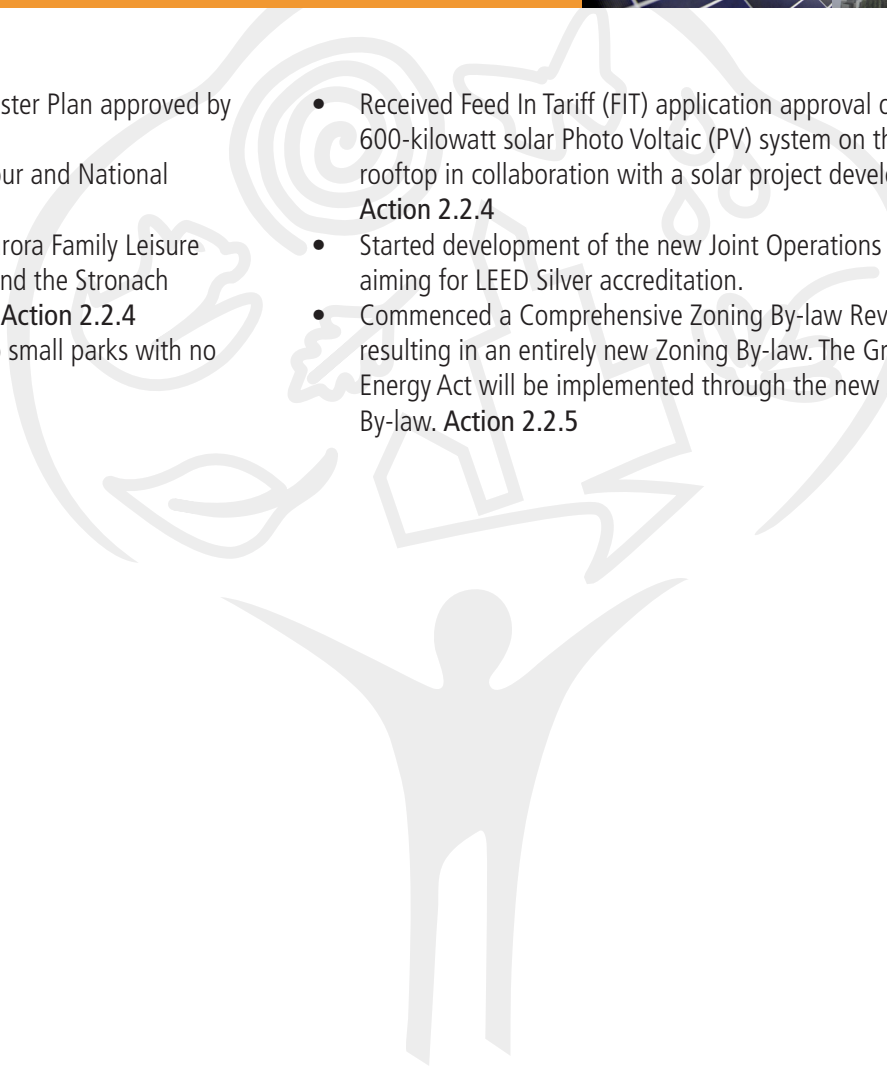 ster Plan approved by
ur and National
rora Family Leisure
nd the Stronach
Action 2.2.4
small parks with no
• Received Feed In Tariff (FIT) application approval
600-kilowatt solar Photo Voltaic (PV) system on th
rooftop in collaboration with a solar project devel
Action 2.2.4
• Started development of the new Joint Operations
aiming for LEED Silver accreditation.
• Commenced a Comprehensive Zoning By-law Rev
resulting in an entirely new Zoning By-law. The Gr
Energy Act will be implemented through the new
By-law. Action 2.2.5